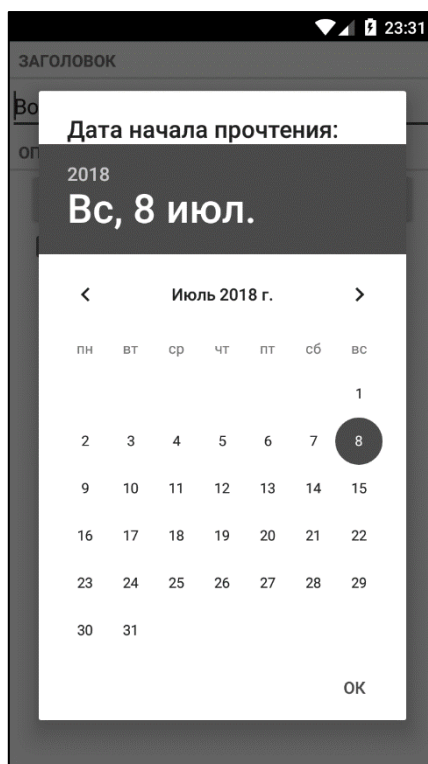 23:31
ЗАГОЛОВОК
Во
Дата начала прочтения:
ОП
2018
Вс, 8 июл.
Июль 2018 г.
пн вт ср чт пт сб вс
1
2 3 4 5 6 7 8
9 10 11 12 13 14 15
16 17 18 19 20 21 22
23 24 25 26 27 28 29
30 31
ОК